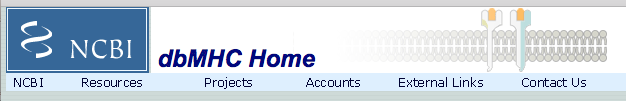 NCBI
dbMHC Home
NCBI Resources Projects Accounts External Links Contact Us